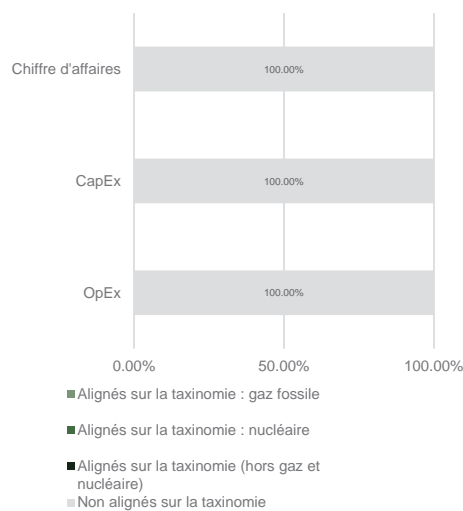 Chiffre d'affaires
100.00%
CapEx
100.00%
OpEx
100.00%
0.00% 50.00% 100.00%
Alignés sur la taxinomie : gaz fossile
Alignés sur la taxinomie : nucléaire
Alignés sur la taxinomie (hors gaz et
nucléaire)
Non alignés sur la taxinomie